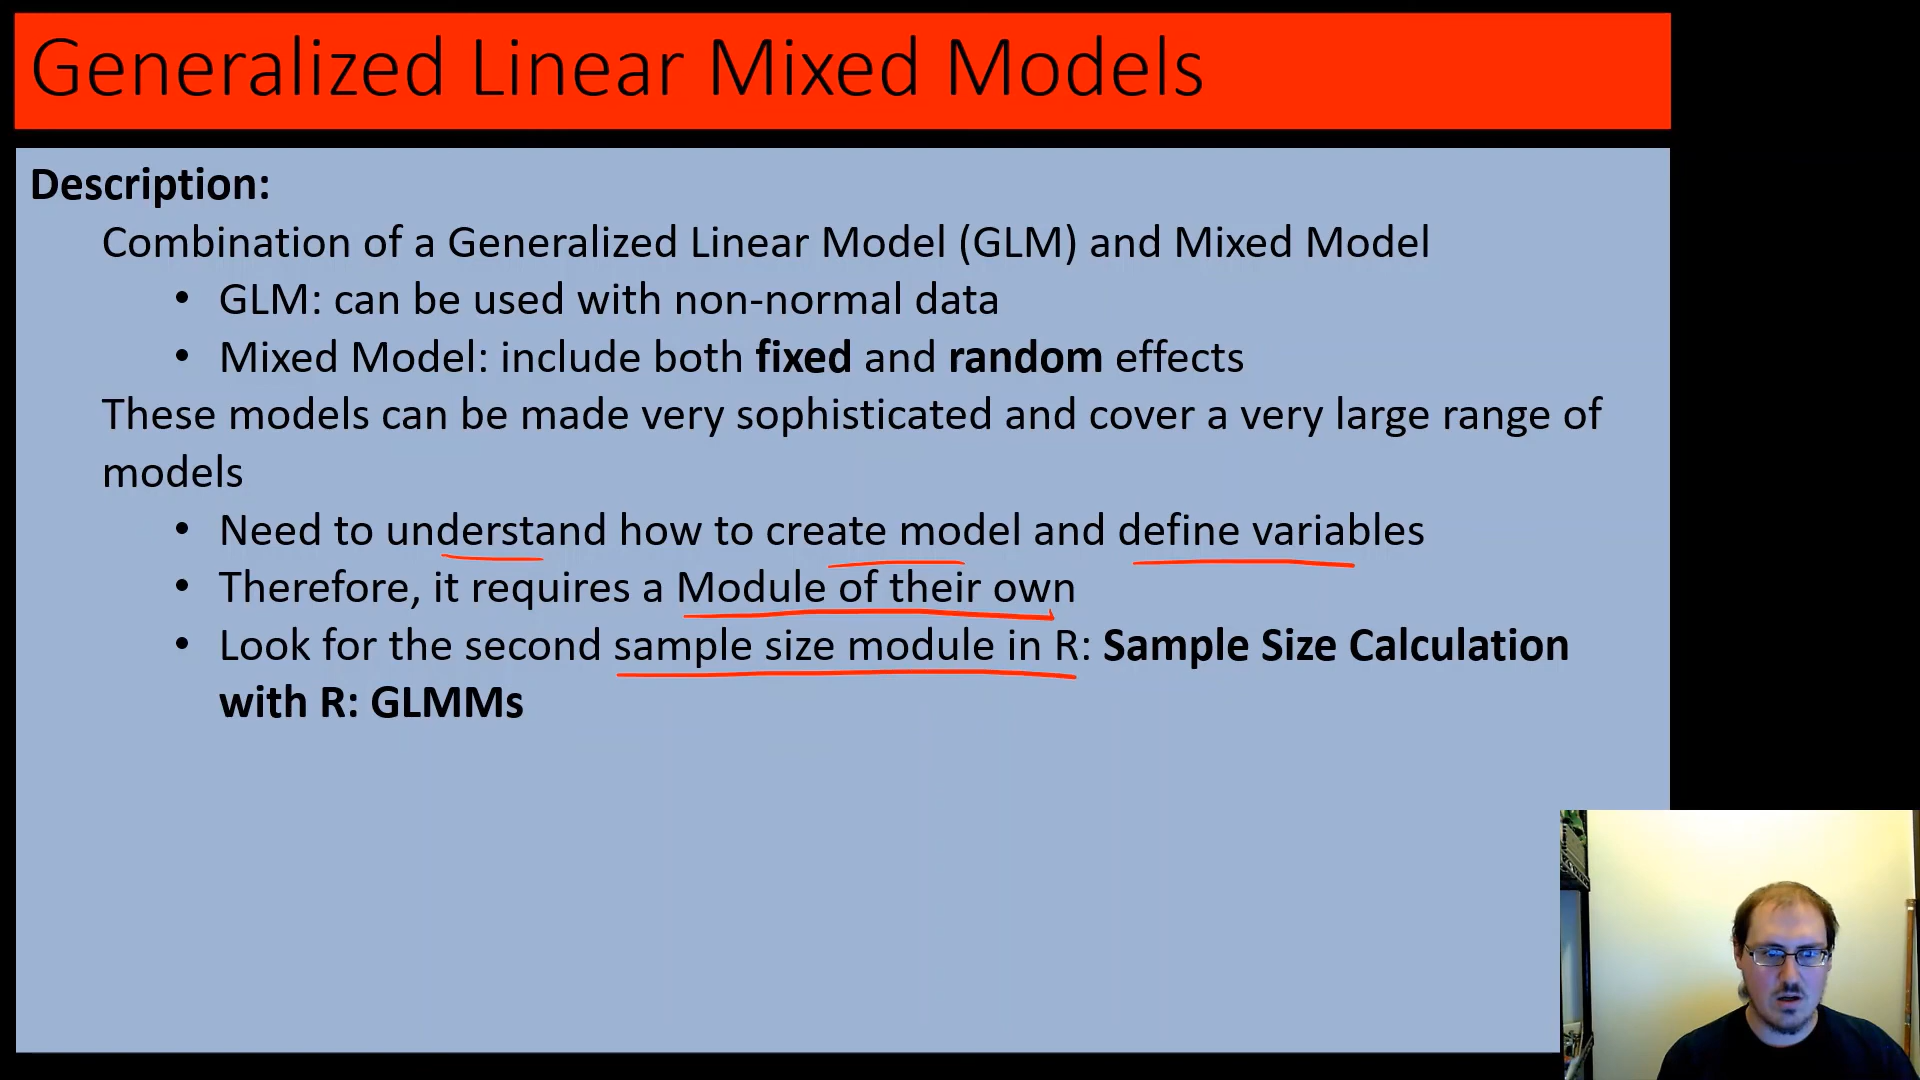 Generalized Linear Mixed Models
Description:
Combination of a Generalized Linear Model (GLM) and Mixed Model
• GLM: can be used with non-normal data
• Mixed Model: include both fixed and random effects
These models can be made very sophisticated and cover a very large range of
models
• Need to understand how to create model and define variables
• Therefore, it requires a Module of their own
• Look for the second sample size module in R: Sample Size Calculation
with R: GLMMs